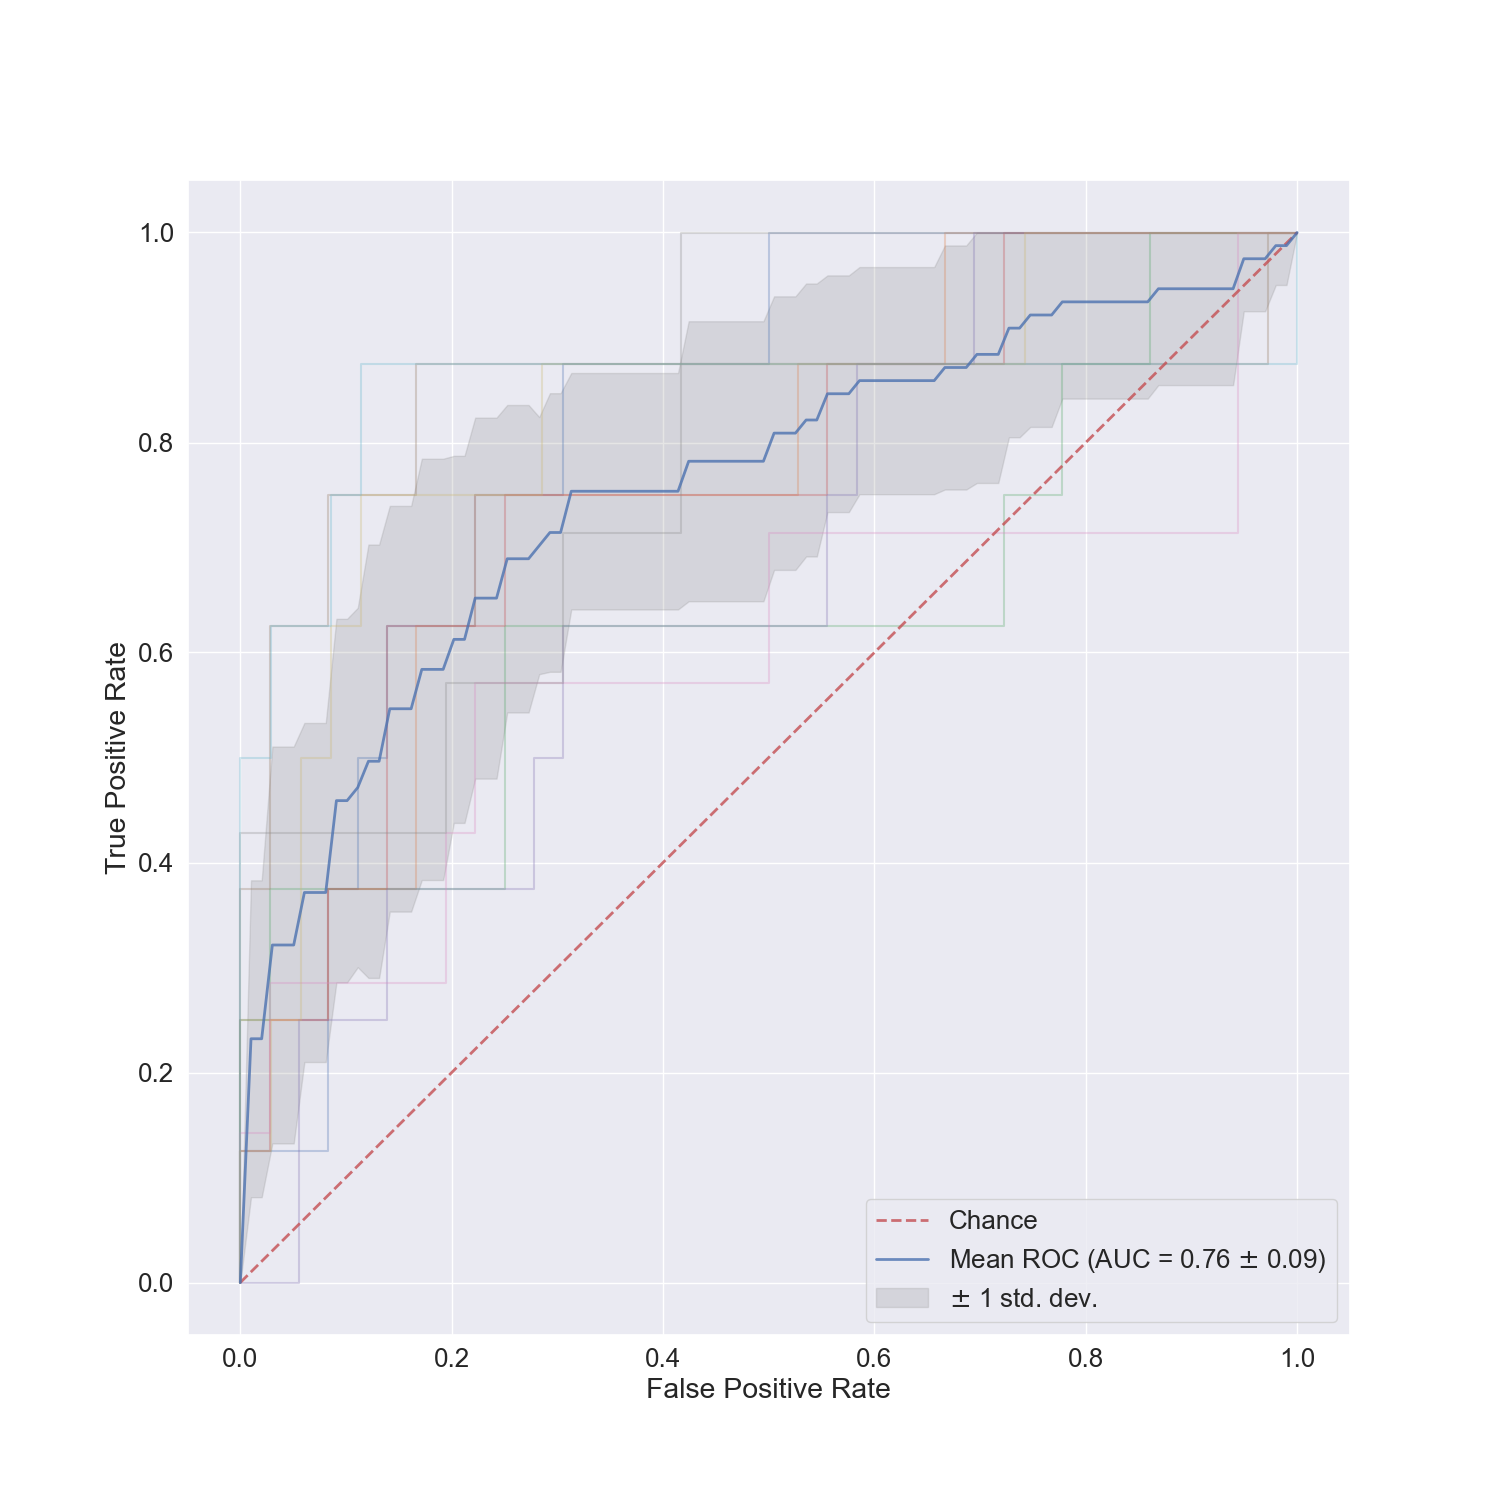 1.0
0.8
0.6
0.4
0.2
0.0
True Positive Rate
0.0 0.2 0.4 0.6 0.8 1.0
False Positive Rate
Chance
Mean ROC (AUC = 0.76 ± 0.09)
± 1 std. dev.